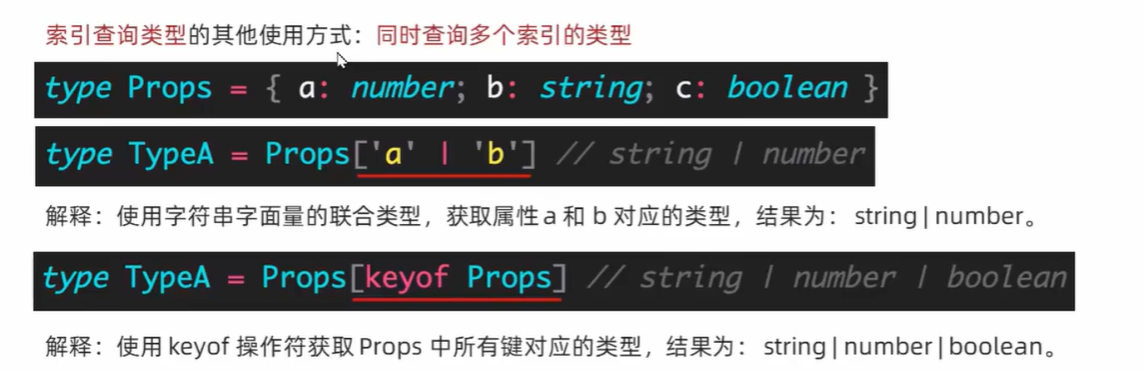 索引查询类型的其他使用方式：同时查询多个索引的类型
type Props = { a: number; b: string; c: boolean }
type TypeA = Props['a' | 'b'] // string | number
解释：使用字符串字面量的联合类型，获取属性 a 和 b 对应的类型，结果为： string | number。
type TypeA = Props[keyof Props] // string | number | boolean
解释：使用 keyof 操作符获取 Props 中所有键对应的类型，结果为： string | number | boolean。